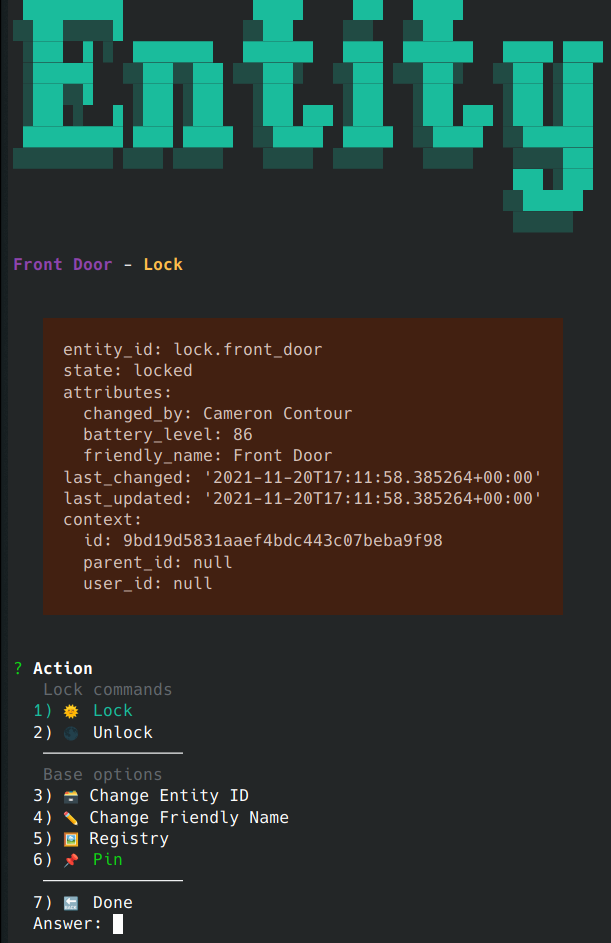 Entity
Front Door - Lock
entity_id: lock.front_door
state: locked
attributes:
changed_by: Cameron Contour
battery_level: 86
friendly_name: Front Door
last_changed: '2021-11-20T17:11:58.385264+00:00'
last_updated: '2021-11-20T17:11:58.385264+00:00'
context:
id: 9bd19d5831aaef4bdc443c07beba9f98
parent_id: null
user_id: null
? Action
Lock commands
1) 🌞 Lock
2) 🌑 Unlock
Base options
3) 🗃️ Change Entity ID
4) ✏️ Change Friendly Name
5) 🖼️ Registry
6) 📌 Pin
7) 🔙 Done
Answer: